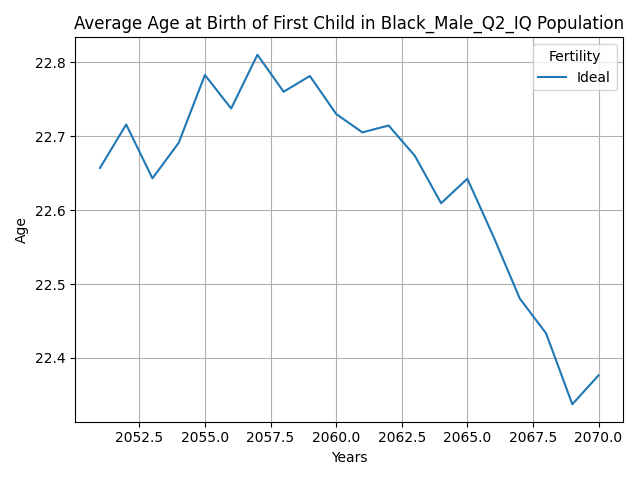 Average Age at Birth of First Child in Black_Male_Q2_IQ Population
Fertility
Ideal
Age
22.8
22.7
22.6
22.5
22.4
2052.5 2055.0 2057.5 2060.0 2062.5 2065.0 2067.5 2070.0
Years